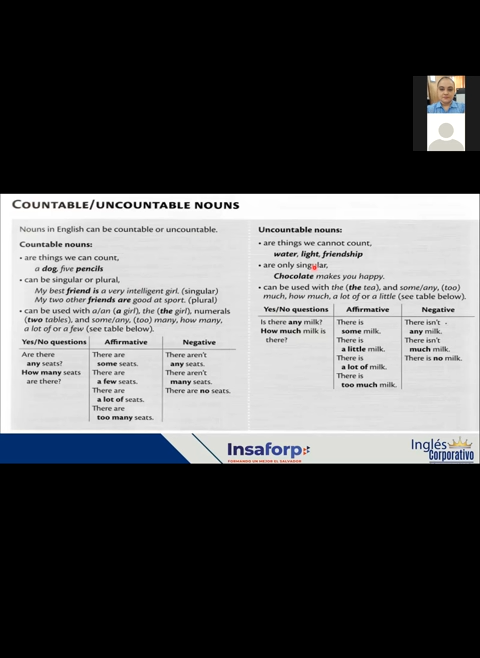 COUNTABLE/UNCOUNTABLE NOUNS
Nouns in English can be countable or uncountable.
Countable nouns:
• are things we can count,
a dog, five pencils
• can be singular or plural,
My best friend is a very intelligent girl. (singular)
My two other friends are good at sport. (plural)
• can be used with a/an (a girl), the (the girl), numerals
(two tables), and some/any, (too) many, how many,
a lot of or a few (see table below).
Yes/No questions Affirmative Negative
Are there
any seats?
How many seats
are there?
There are
some seats.
There are
a few seats.
There are
a lot of seats.
There are
too many seats.
There aren't
any seats.
There aren't
many seats.
There are no seats.
Uncountable nouns:
• are things we cannot count,
water, light, friendship
• are only singular,
Chocolate makes you happy.
• can be used with the (the tea), and some/any, (too)
much, how much, a lot of or a little (see table below).
Yes/No questions Affirmative Negative
Is there any milk?
How much milk is
there?
There is
some milk.
There is
a little milk.
There is
a lot of milk.
There is
too much milk.
There isn't
any milk.
There isn't
much milk.
There is no milk.
Insaforp
FORMANDO UN MEJOR EL SALVADOR
Inglés
Corporativo